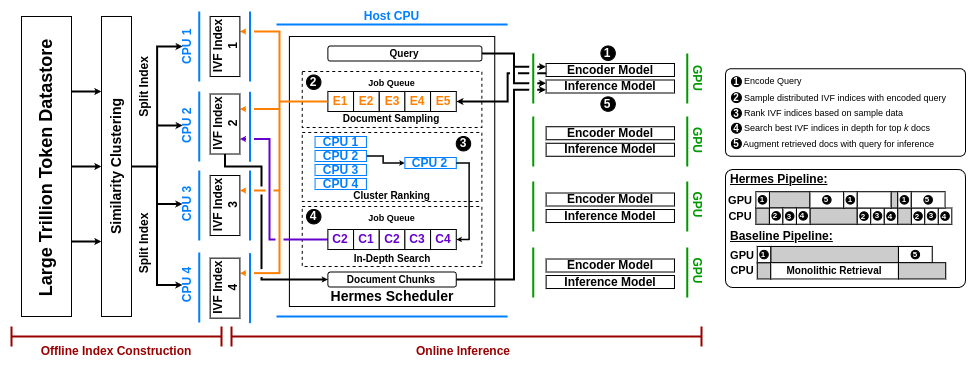 Large Trillion Token Datastore
Similarity Clustering
Split Index
Split Index
CPU 1
CPU 2
CPU 3
CPU 4
IVF Index
1
IVF Index
2
IVF Index
3
IVF Index
4
Host CPU
Query
2
Job Queue
E1 E2 E3 E4 E5
Document Sampling
3
CPU 1
CPU 2
CPU 3
CPU 4
CPU 2
Cluster Ranking
4
Job Queue
C2 C1 C2 C3 C4
In-Depth Search
Document Chunks
Hermes Scheduler
1
Encoder Model
Inference Model
5
GPU
Encoder Model
Inference Model
GPU
Encoder Model
Inference Model
GPU
Encoder Model
Inference Model
GPU
Offline Index Construction
Online Inference
1 Encode Query
2 Sample distributed IVF indices with encoded query
3 Rank IVF indices based on sample data
4 Search best IVF indices in depth for top k docs
5 Augment retrieved docs with query for inference
Hermes Pipeline:
GPU 1 5 1 1 5
CPU 2 3 4 2 3 4 2 3 4
Baseline Pipeline:
GPU 1 5
CPU Monolithic Retrieval